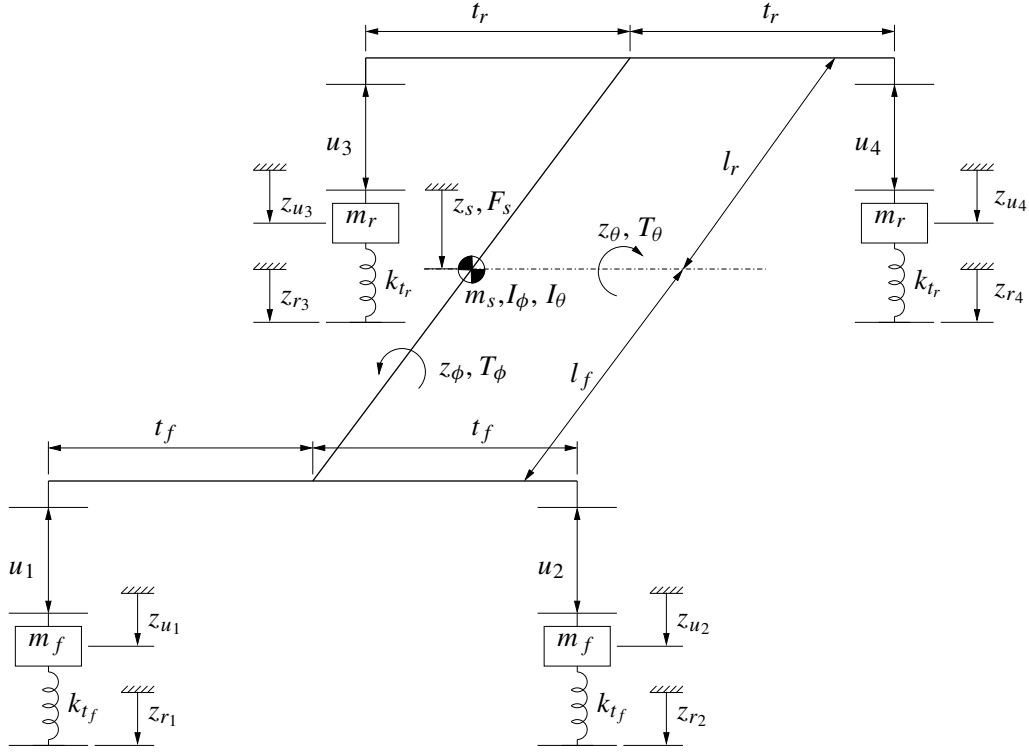 t_r t_r
u_3 l_r u_4
z_{u_3} m_r z_s, F_s m_r z_{u_4}
z_θ, T_θ
z_{r_3} k_{t_r} k_{t_r} z_{r_4}
m_s, I_ϕ, I_θ
z_ϕ, T_ϕ l_f
t_f t_f
u_1 u_2
z_{u_1} z_{u_2}
m_f m_f
k_{t_f} z_{r_1} k_{t_f} z_{r_2}